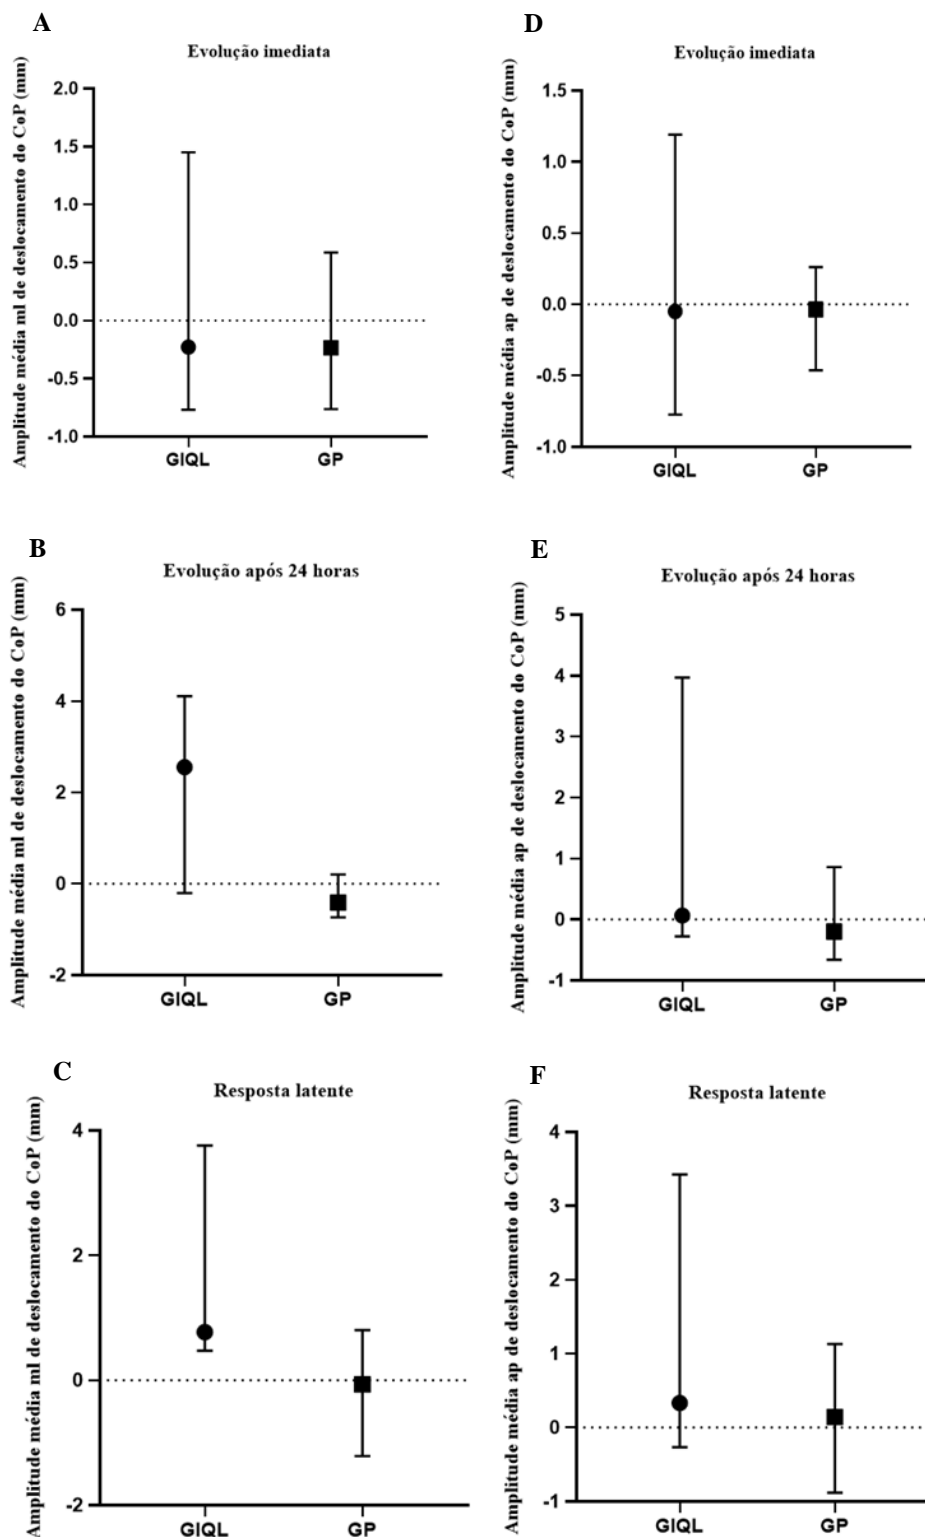 A
Evolução imediata
Amplitude média ml de deslocamento do CoP (mm)
2.0
1.5
1.0
0.5
0.0
-0.5
-1.0
GIQL
GP
D
Evolução imediata
Amplitude média ap de deslocamento do CoP (mm)
1.5
1.0
0.5
0.0
-0.5
-1.0
GIQL
GP
B
Evolução após 24 horas
Amplitude média ml de deslocamento do CoP (mm)
6
4
2
0
-2
GIQL
GP
E
Evolução após 24 horas
Amplitude média ap de deslocamento do CoP (mm)
5
4
3
2
1
0
-1
GIQL
GP
C
Resposta latente
Amplitude média ml de deslocamento do CoP (mm)
4
2
0
-2
GIQL
GP
F
Resposta latente
Amplitude média ap de deslocamento do CoP (mm)
4
3
2
1
0
-1
GIQL
GP